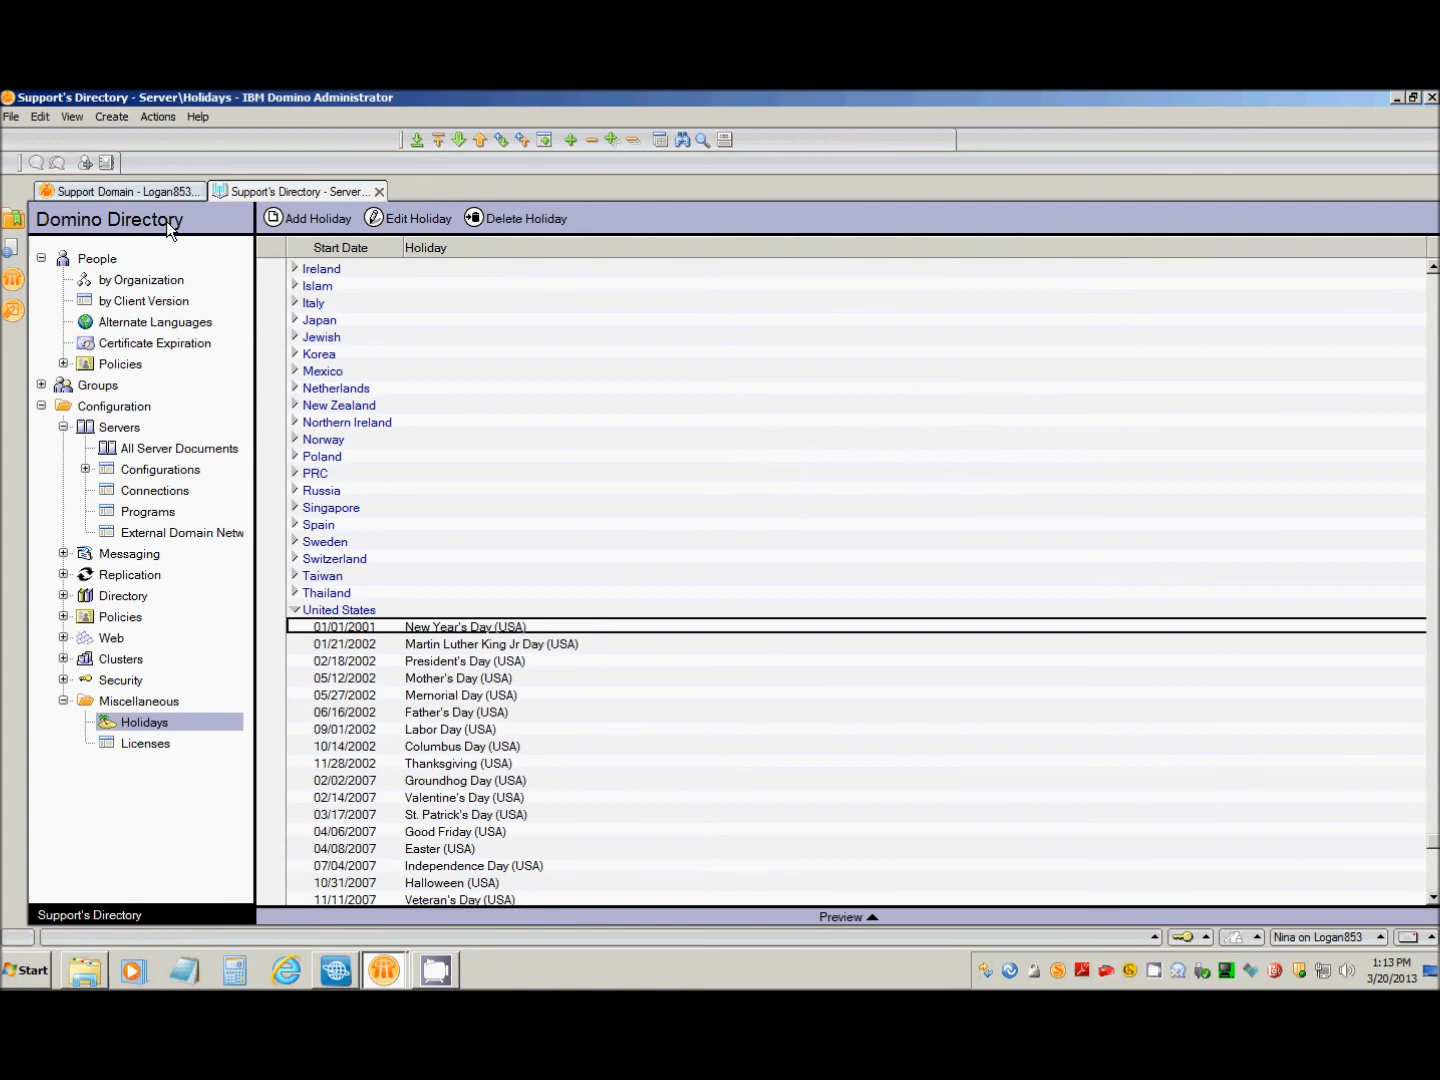 Support's Directory - Server\Holidays - IBM Domino Administrator
File Edit View Create Actions Help
Support Domain - Logan853...
Support's Directory - Server...
Domino Directory
Add Holiday Edit Holiday Delete Holiday
People
by Organization
by Client Version
Alternate Languages
Certificate Expiration
Policies
Groups
Configuration
Servers
All Server Documents
Configurations
Connections
Programs
External Domain Netw
Messaging
Replication
Directory
Policies
Web
Clusters
Security
Miscellaneous
Holidays
Licenses
Support's Directory
Start Date Holiday
Ireland
Islam
Italy
Japan
Jewish
Korea
Mexico
Netherlands
New Zealand
Northern Ireland
Norway
Poland
PRC
Russia
Singapore
Spain
Sweden
Switzerland
Taiwan
Thailand
United States
01/01/2001 New Year's Day (USA)
01/21/2002 Martin Luther King Jr Day (USA)
02/18/2002 President's Day (USA)
05/12/2002 Mother's Day (USA)
05/27/2002 Memorial Day (USA)
06/16/2002 Father's Day (USA)
09/01/2002 Labor Day (USA)
10/14/2002 Columbus Day (USA)
11/28/2002 Thanksgiving (USA)
02/02/2007 Groundhog Day (USA)
02/14/2007 Valentine's Day (USA)
03/17/2007 St. Patrick's Day (USA)
04/06/2007 Good Friday (USA)
04/08/2007 Easter (USA)
07/04/2007 Independence Day (USA)
10/31/2007 Halloween (USA)
11/11/2007 Veteran's Day (USA)
Preview
Nina on Logan853
Start
1:13 PM
3/20/2013